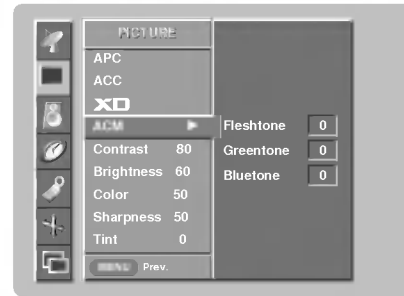 PICTURE
APC
ACC
XD
ACM
Contrast 80
Brightness 60
Color 50
Sharpness 50
Tint 0
Fleshtone 0
Greentone 0
Bluetone 0
MENU Prev.